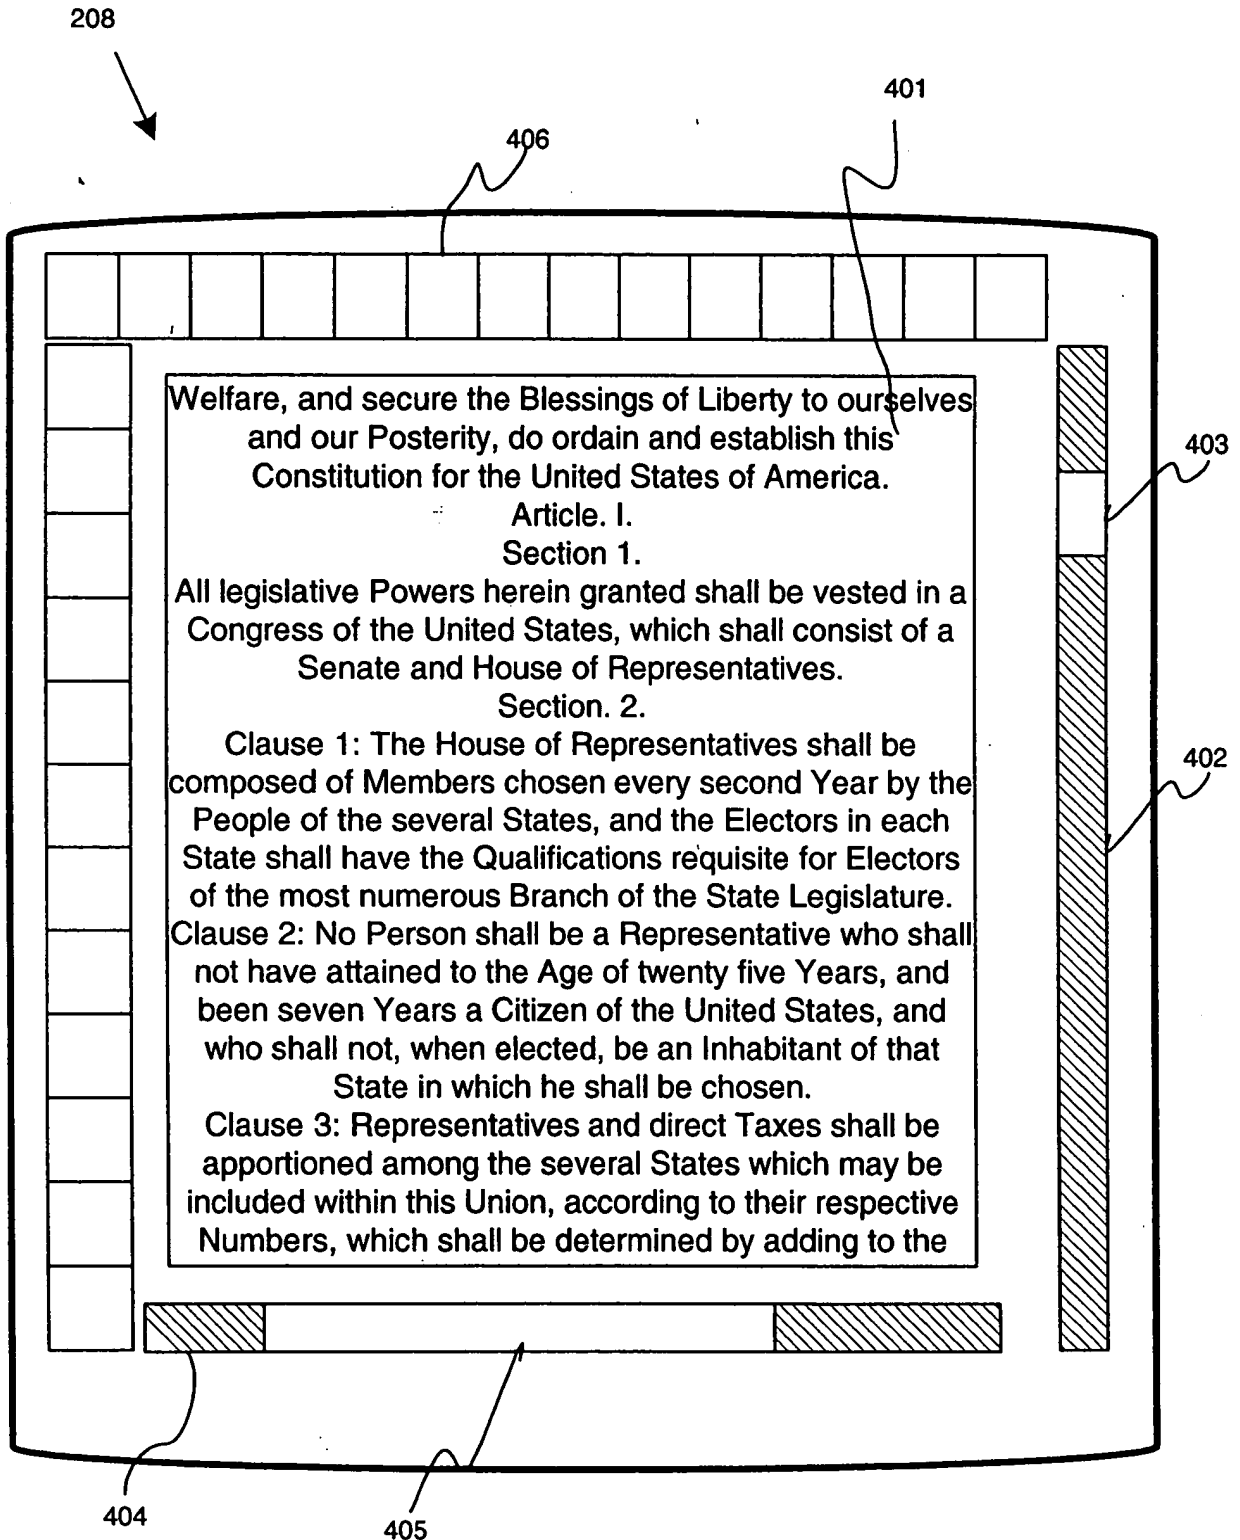 208
401
406
Welfare, and secure the Blessings of Liberty to ourselves
and our Posterity, do ordain and establish this
Constitution for the United States of America.
Article. I.
Section 1.
All legislative Powers herein granted shall be vested in a
Congress of the United States, which shall consist of a
Senate and House of Representatives.
Section. 2.
Clause 1: The House of Representatives shall be
composed of Members chosen every second Year by the
People of the several States, and the Electors in each
State shall have the Qualifications requisite for Electors
of the most numerous Branch of the State Legislature.
Clause 2: No Person shall be a Representative who shall
not have attained to the Age of twenty five Years, and
been seven Years a Citizen of the United States, and
who shall not, when elected, be an Inhabitant of that
State in which he shall be chosen.
Clause 3: Representatives and direct Taxes shall be
apportioned among the several States which may be
included within this Union, according to their respective
Numbers, which shall be determined by adding to the
403
402
404
405